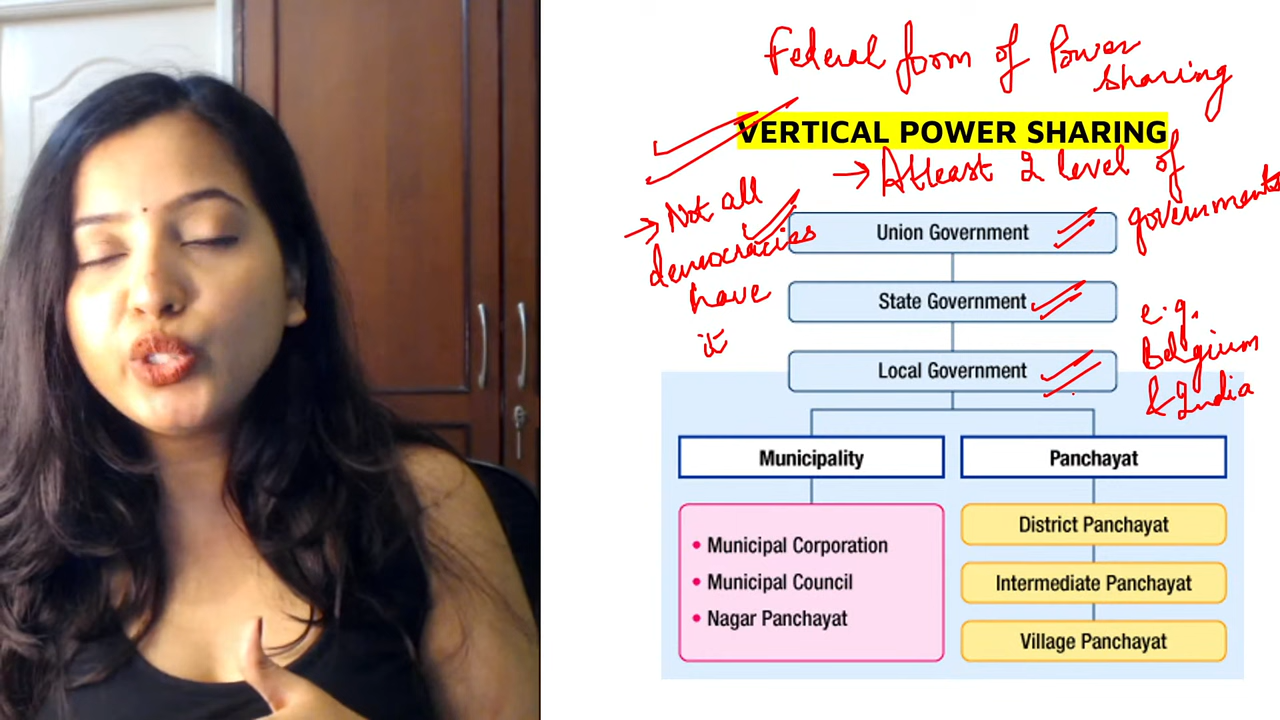 Federal form of Power
Sharing
VERTICAL POWER SHARING
→ Atleast 2 level of
governments
→ Not all
democracies
have
it
Union Government
State Government
e.g.
Belgium
& India
Local Government
Municipality
Panchayat
• Municipal Corporation
• Municipal Council
• Nagar Panchayat
District Panchayat
Intermediate Panchayat
Village Panchayat